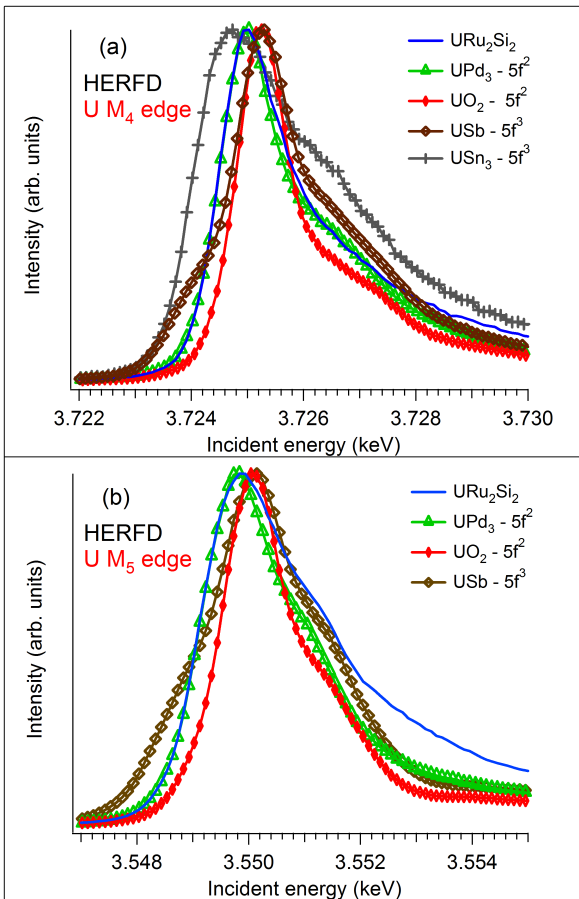 (a)
HERFD
U M₄ edge
URu₂Si₂
UPd₃ - 5f²
UO₂ - 5f²
USb - 5f³
USn₃ - 5f³
Intensity (arb. units)
3.722 3.724 3.726 3.728 3.730
Incident energy (keV)
(b)
HERFD
U M₅ edge
URu₂Si₂
UPd₃ - 5f²
UO₂ - 5f²
USb - 5f³
Intensity (arb. units)
3.548 3.550 3.552 3.554
Incident energy (keV)